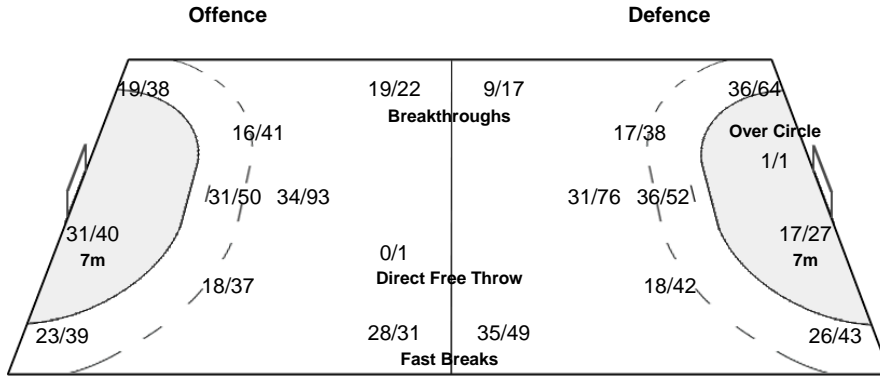 Offence Defence
19/38 19/22 9/17 36/64
Breakthroughs
16/41 17/38 Over Circle
1/1
31/50 34/93 31/76 36/52
31/40 17/27
7m 7m
0/1
Direct Free Throw
18/37 18/42
23/39 28/31 35/49 26/43
Fast Breaks